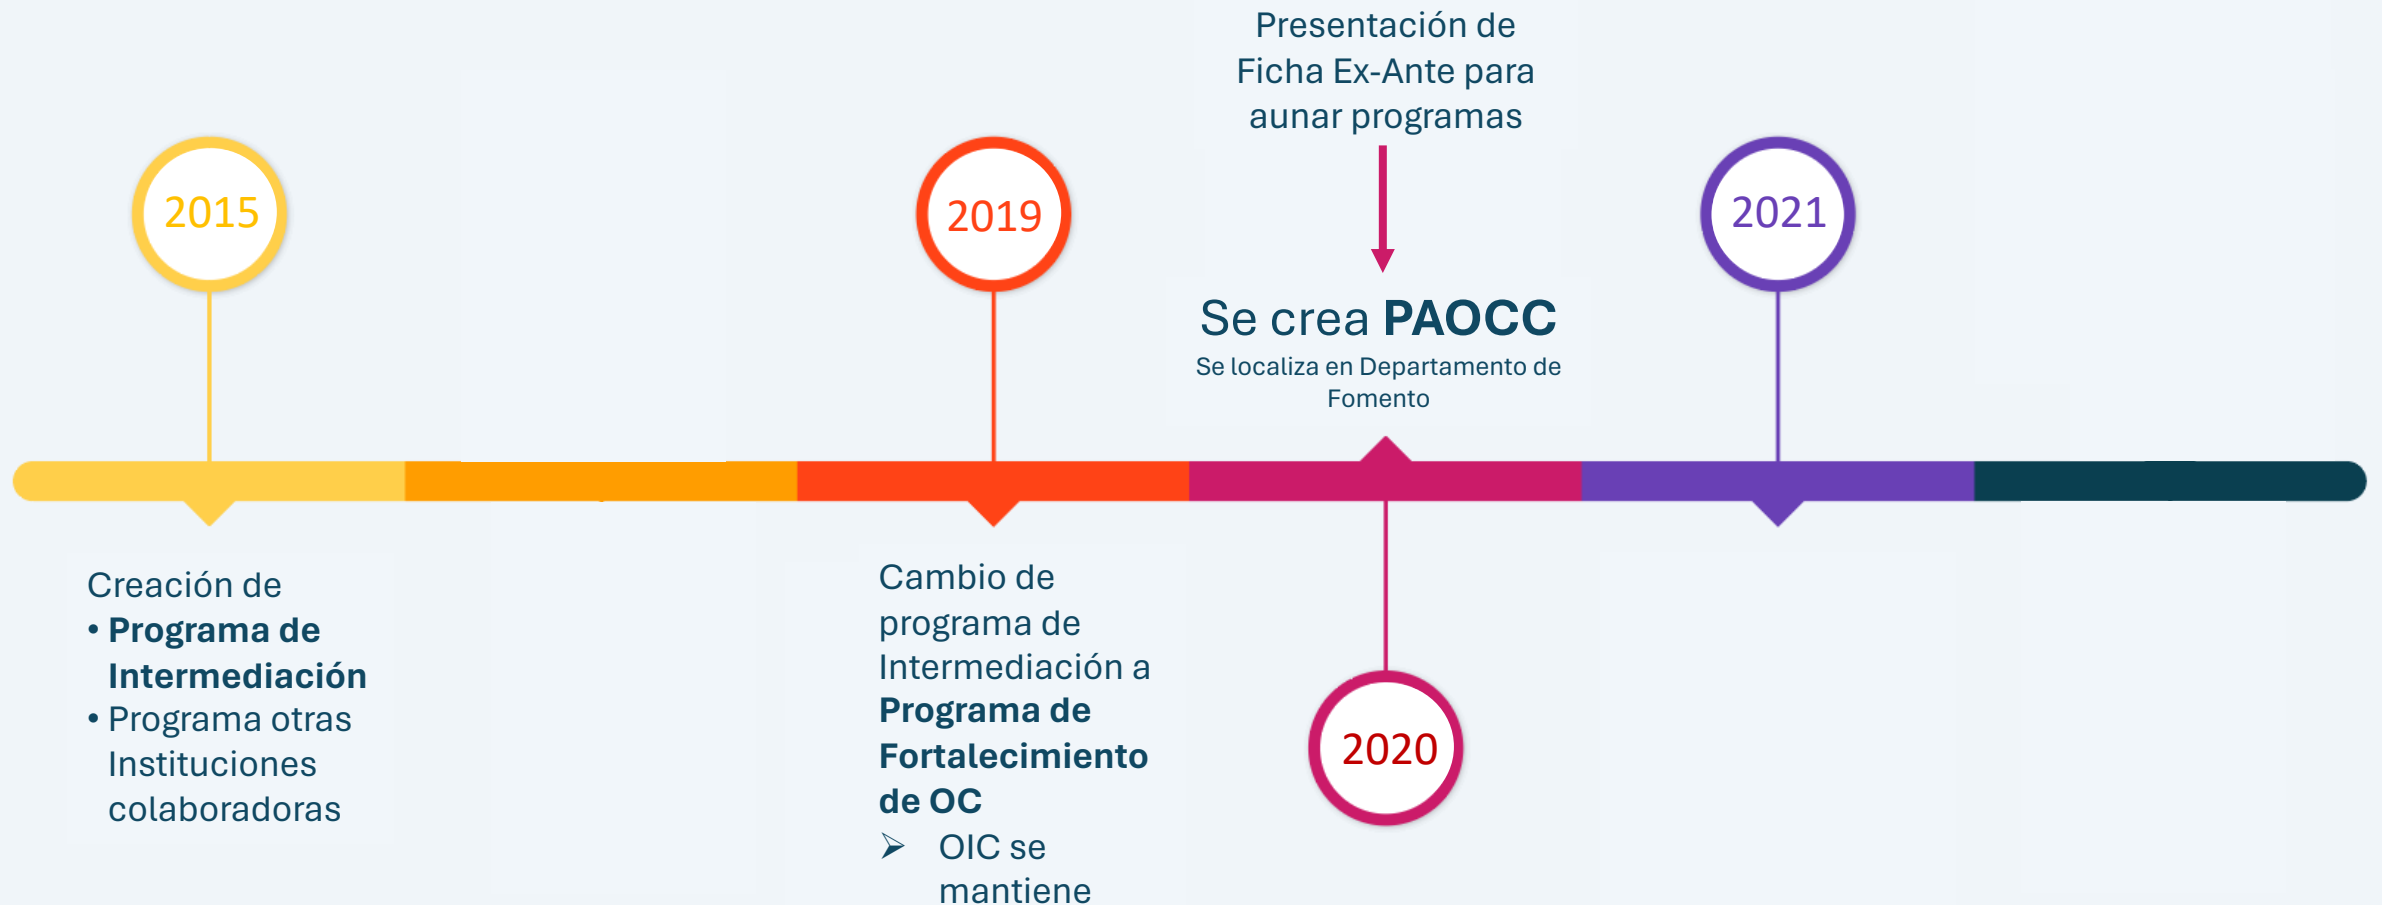 2015
Creación de
• Programa de
Intermediación
• Programa otras
Instituciones
colaboradoras
2019
Cambio de
programa de
Intermediación a
Programa de
Fortalecimiento
de OC
➢ OIC se
mantiene
Presentación de
Ficha Ex-Ante para
aunar programas
Se crea PAOCC
Se localiza en Departamento de
Fomento
2020
2021